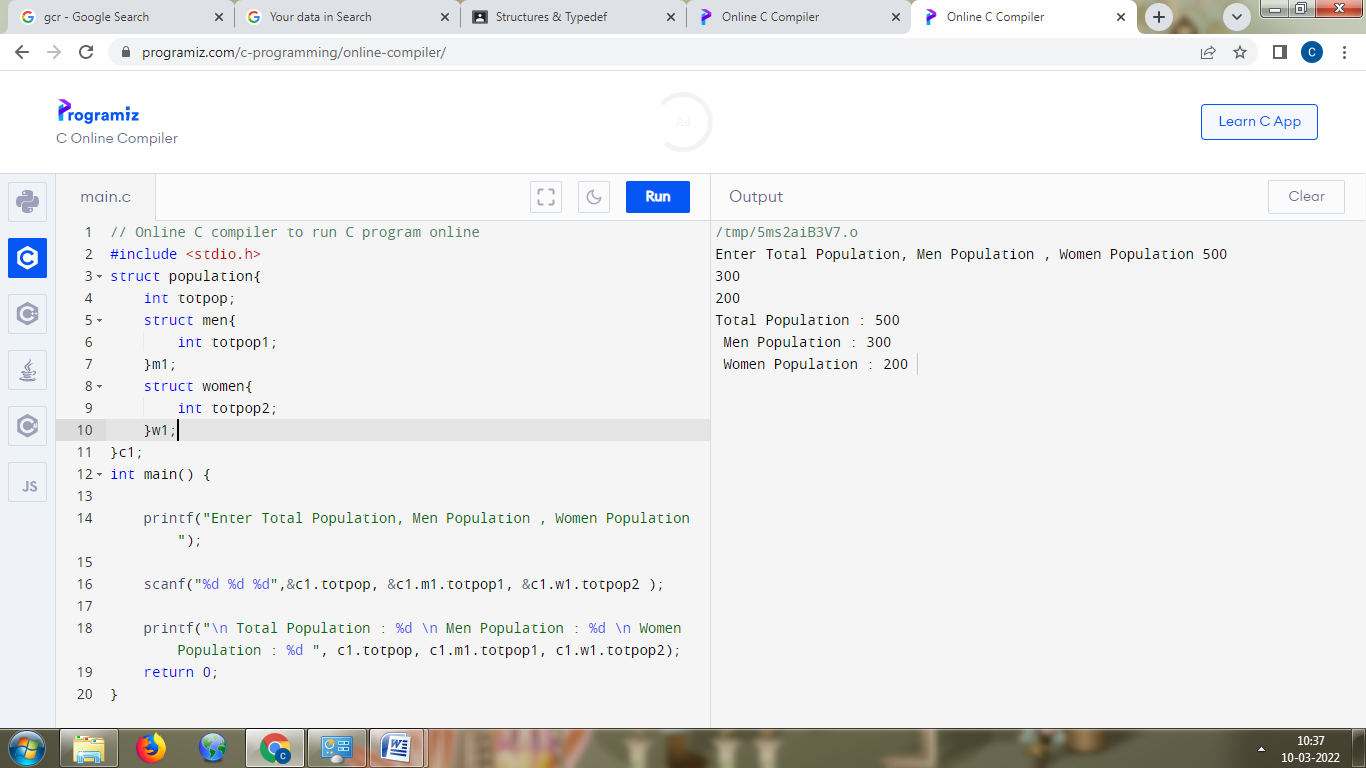 gcr - Google Search
Your data in Search
Structures & Typedef
Online C Compiler
Online C Compiler
programiz.com/c-programming/online-compiler/
C
Programiz
C Online Compiler
Ad
Learn C App
main.c
Run
Output
Clear
JS
1 // Online C compiler to run C program online
2 #include <stdio.h>
3 struct population{
4 int totpop;
5 struct men{
6 int totpop1;
7 }m1;
8 struct women{
9 int totpop2;
10 }w1;
11 }c1;
12 int main() {
13
14 printf("Enter Total Population, Men Population , Women Population
");
15
16 scanf("%d %d %d",&c1.totpop, &c1.m1.totpop1, &c1.w1.totpop2 );
17
18 printf("\n Total Population : %d \n Men Population : %d \n Women
Population : %d ", c1.totpop, c1.m1.totpop1, c1.w1.totpop2);
19 return 0;
20 }
/tmp/5ms2aiB3V7.o
Enter Total Population, Men Population , Women Population 500
300
200
Total Population : 500
Men Population : 300
Women Population : 200
10:37
10-03-2022